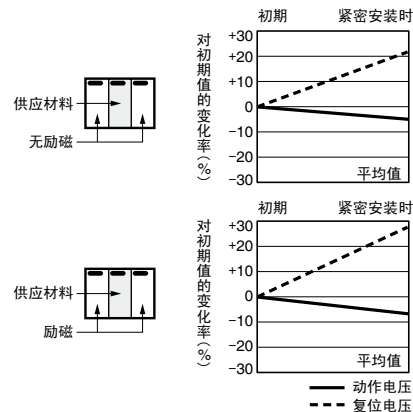 初期 紧密安装时
对初期值的变化率(%)
+30
+20
+10
0
−10
−20
−30
平均值
供应材料
无励磁
初期 紧密安装时
对初期值的变化率(%)
+30
+20
+10
0
−10
−20
−30
平均值
供应材料
励磁
动作电压
复位电压